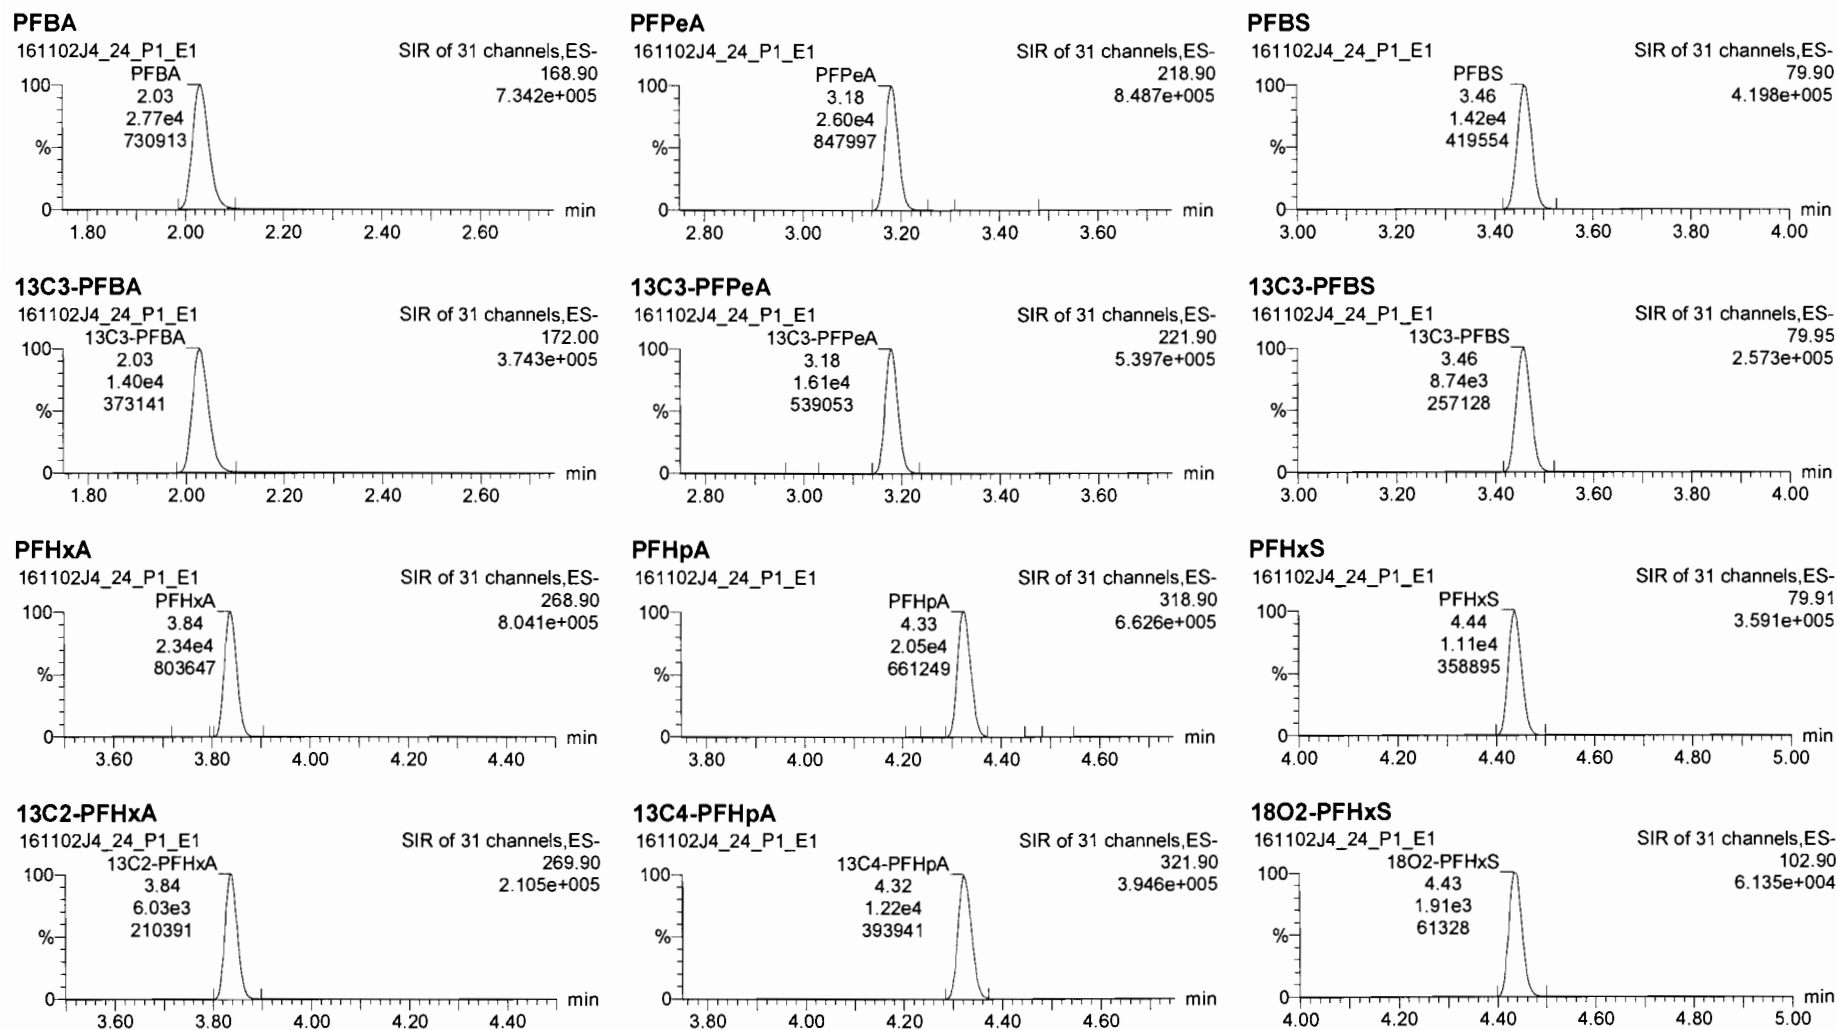 PFBA
161102J4_24_P1_E1
SIR of 31 channels,ES-
168.90
7.342e+005
PFBA
2.03
2.77e4
730913
100
%
0
1.80 2.00 2.20 2.40 2.60
min
PFPeA
161102J4_24_P1_E1
SIR of 31 channels,ES-
218.90
8.487e+005
PFPeA
3.18
2.60e4
847997
100
%
0
2.80 3.00 3.20 3.40 3.60
min
PFBS
161102J4_24_P1_E1
SIR of 31 channels,ES-
79.90
4.198e+005
PFBS
3.46
1.42e4
419554
100
%
0
3.00 3.20 3.40 3.60 3.80 4.00
min
13C3-PFBA
161102J4_24_P1_E1
SIR of 31 channels,ES-
172.00
3.743e+005
13C3-PFBA
2.03
1.40e4
373141
100
%
0
1.80 2.00 2.20 2.40 2.60
min
13C3-PFPeA
161102J4_24_P1_E1
SIR of 31 channels,ES-
221.90
5.397e+005
13C3-PFPeA
3.18
1.61e4
539053
100
%
0
2.80 3.00 3.20 3.40 3.60
min
13C3-PFBS
161102J4_24_P1_E1
SIR of 31 channels,ES-
79.95
2.573e+005
13C3-PFBS
3.46
8.74e3
257128
100
%
0
3.00 3.20 3.40 3.60 3.80 4.00
min
PFHxA
161102J4_24_P1_E1
SIR of 31 channels,ES-
268.90
8.041e+005
PFHxA
3.84
2.34e4
803647
100
%
0
3.60 3.80 4.00 4.20 4.40
min
PFHpA
161102J4_24_P1_E1
SIR of 31 channels,ES-
318.90
6.626e+005
PFHpA
4.33
2.05e4
661249
100
%
0
3.80 4.00 4.20 4.40 4.60
min
PFHxS
161102J4_24_P1_E1
SIR of 31 channels,ES-
79.91
3.591e+005
PFHxS
4.44
1.11e4
358895
100
%
0
4.00 4.20 4.40 4.60 4.80 5.00
min
13C2-PFHxA
161102J4_24_P1_E1
SIR of 31 channels,ES-
269.90
2.105e+005
13C2-PFHxA
3.84
6.03e3
210391
100
%
0
3.60 3.80 4.00 4.20 4.40
min
13C4-PFHpA
161102J4_24_P1_E1
SIR of 31 channels,ES-
321.90
3.946e+005
13C4-PFHpA
4.32
1.22e4
393941
100
%
0
3.80 4.00 4.20 4.40 4.60
min
18O2-PFHxS
161102J4_24_P1_E1
SIR of 31 channels,ES-
102.90
6.135e+004
18O2-PFHxS
4.43
1.91e3
61328
100
%
0
4.00 4.20 4.40 4.60 4.80 5.00
min